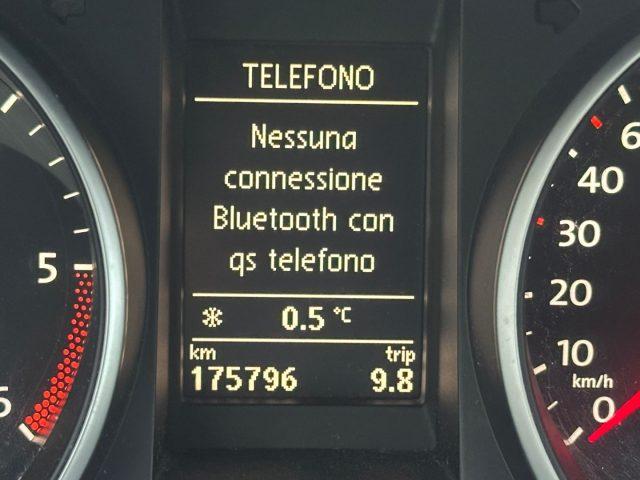 TELEFONO
Nessuna
connessione
Bluetooth con
qs telefono
0.5 °C
km trip
175796 9.8
5
6
40
30
20
10
km/h
0